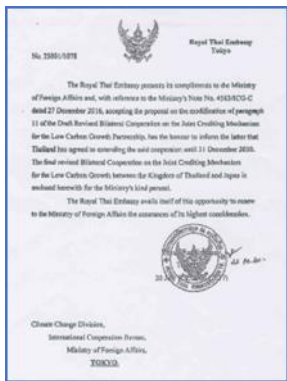 Royal Thai Embassy
Tokyo
No. 75001/1078
The Royal Thai Embassy presents its compliments to the Ministry
of Foreign Affairs and, with reference to the Ministry's Note No.
dated 27 December 2016, accepting the proposal on the modification of paragraph
11 of the Draft Revised Bilateral Cooperation on the Joint Crediting Mechanism
for the Low Carbon Growth Partnership, has the honour to inform the latter that
Thailand has agreed to extending the said cooperation until 31 December 2030.
The final revised Bilateral Cooperation on the Joint Crediting Mechanism
for the Low Carbon Growth between the Kingdom of Thailand and Japan is
enclosed herewith for the Ministry's kind perusal.
The Royal Thai Embassy avails itself of this opportunity to renew
to the Ministry of Foreign Affairs the assurances of its highest consideration.
Climate Change Division,
International Cooperation Bureau,
Ministry of Foreign Affairs,
TOKYO.